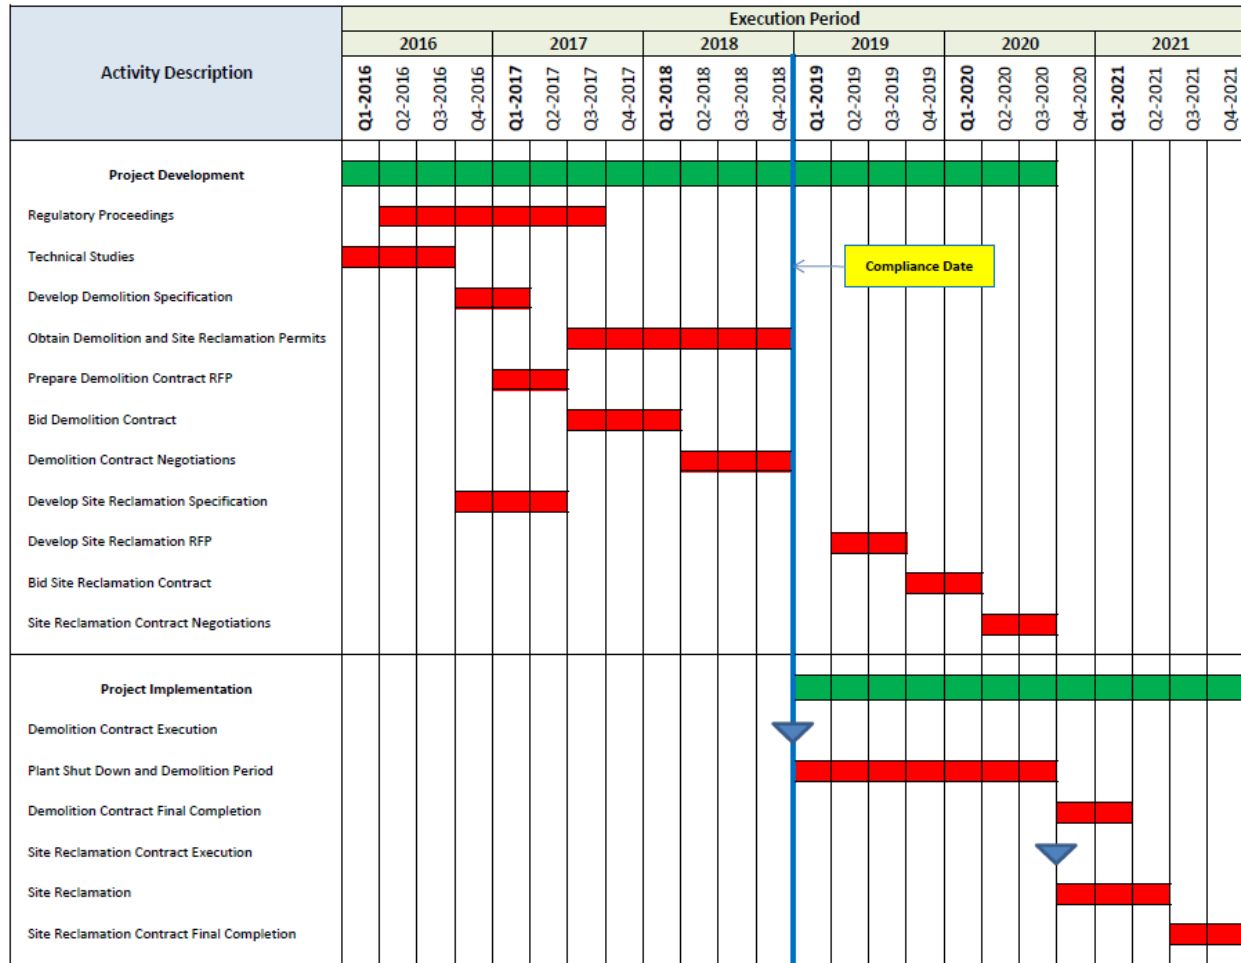 Execution Period
Activity Description
2016 2017 2018 2019 2020 2021
Q1-2016 Q2-2016 Q3-2016 Q4-2016 Q1-2017 Q2-2017 Q3-2017 Q4-2017 Q1-2018 Q2-2018 Q3-2018 Q4-2018 Q1-2019 Q2-2019 Q3-2019 Q4-2019 Q1-2020 Q2-2020 Q3-2020 Q4-2020 Q1-2021 Q2-2021 Q3-2021 Q4-2021
Project Development
Regulatory Proceedings
Technical Studies
Compliance Date
Develop Demolition Specification
Obtain Demolition and Site Reclamation Permits
Prepare Demolition Contract RFP
Bid Demolition Contract
Demolition Contract Negotiations
Develop Site Reclamation Specification
Develop Site Reclamation RFP
Bid Site Reclamation Contract
Site Reclamation Contract Negotiations
Project Implementation
Demolition Contract Execution
Plant Shut Down and Demolition Period
Demolition Contract Final Completion
Site Reclamation Contract Execution
Site Reclamation
Site Reclamation Contract Final Completion